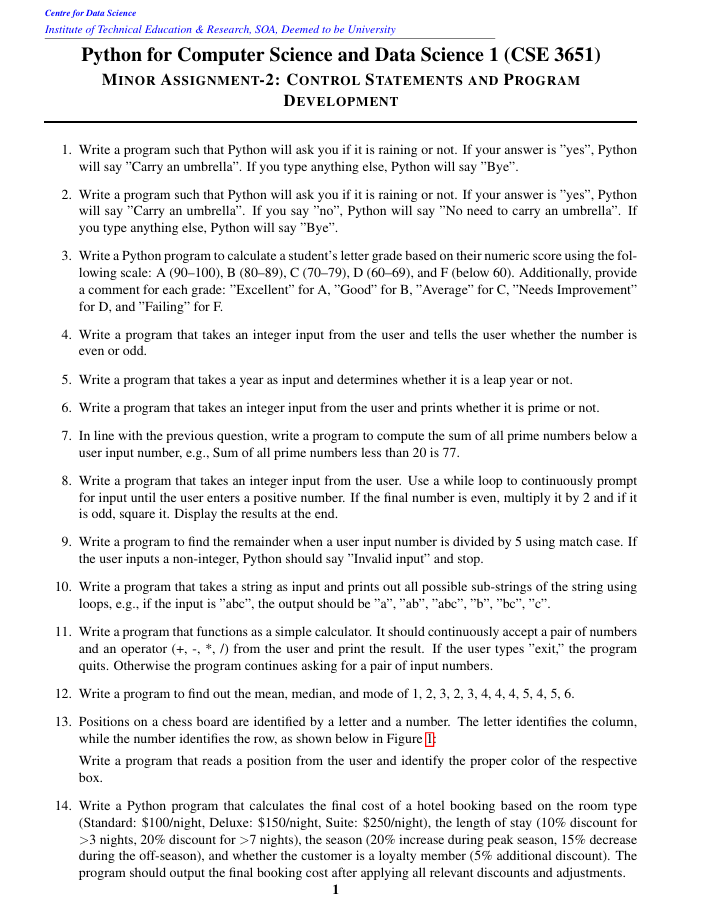 Centre for Data Science
Institute of Technical Education & Research, SOA, Deemed to be University
Python for Computer Science and Data Science 1 (CSE 3651)
MINOR ASSIGNMENT-2: CONTROL STATEMENTS AND PROGRAM
DEVELOPMENT
1. Write a program such that Python will ask you if it is raining or not. If your answer is ”yes”, Python
will say ”Carry an umbrella”. If you type anything else, Python will say ”Bye”.
2. Write a program such that Python will ask you if it is raining or not. If your answer is ”yes”, Python
will say ”Carry an umbrella”. If you say ”no”, Python will say ”No need to carry an umbrella”. If
you type anything else, Python will say ”Bye”.
3. Write a Python program to calculate a student’s letter grade based on their numeric score using the fol-
lowing scale: A (90–100), B (80–89), C (70–79), D (60–69), and F (below 60). Additionally, provide
a comment for each grade: ”Excellent” for A, ”Good” for B, ”Average” for C, ”Needs Improvement”
for D, and ”Failing” for F.
4. Write a program that takes an integer input from the user and tells the user whether the number is
even or odd.
5. Write a program that takes a year as input and determines whether it is a leap year or not.
6. Write a program that takes an integer input from the user and prints whether it is prime or not.
7. In line with the previous question, write a program to compute the sum of all prime numbers below a
user input number, e.g., Sum of all prime numbers less than 20 is 77.
8. Write a program that takes an integer input from the user. Use a while loop to continuously prompt
for input until the user enters a positive number. If the final number is even, multiply it by 2 and if it
is odd, square it. Display the results at the end.
9. Write a program to find the remainder when a user input number is divided by 5 using match case. If
the user inputs a non-integer, Python should say ”Invalid input” and stop.
10. Write a program that takes a string as input and prints out all possible sub-strings of the string using
loops, e.g., if the input is ”abc”, the output should be ”a”, ”ab”, ”abc”, ”b”, ”bc”, ”c”.
11. Write a program that functions as a simple calculator. It should continuously accept a pair of numbers
and an operator (+, -, *, /) from the user and print the result. If the user types ”exit,” the program
quits. Otherwise the program continues asking for a pair of input numbers.
12. Write a program to find out the mean, median, and mode of 1, 2, 3, 2, 3, 4, 4, 4, 5, 4, 5, 6.
13. Positions on a chess board are identified by a letter and a number. The letter identifies the column,
while the number identifies the row, as shown below in Figure 1:
Write a program that reads a position from the user and identify the proper color of the respective
box.
14. Write a Python program that calculates the final cost of a hotel booking based on the room type
(Standard: $100/night, Deluxe: $150/night, Suite: $250/night), the length of stay (10% discount for
>3 nights, 20% discount for >7 nights), the season (20% increase during peak season, 15% decrease
during the off-season), and whether the customer is a loyalty member (5% additional discount). The
program should output the final booking cost after applying all relevant discounts and adjustments.
1